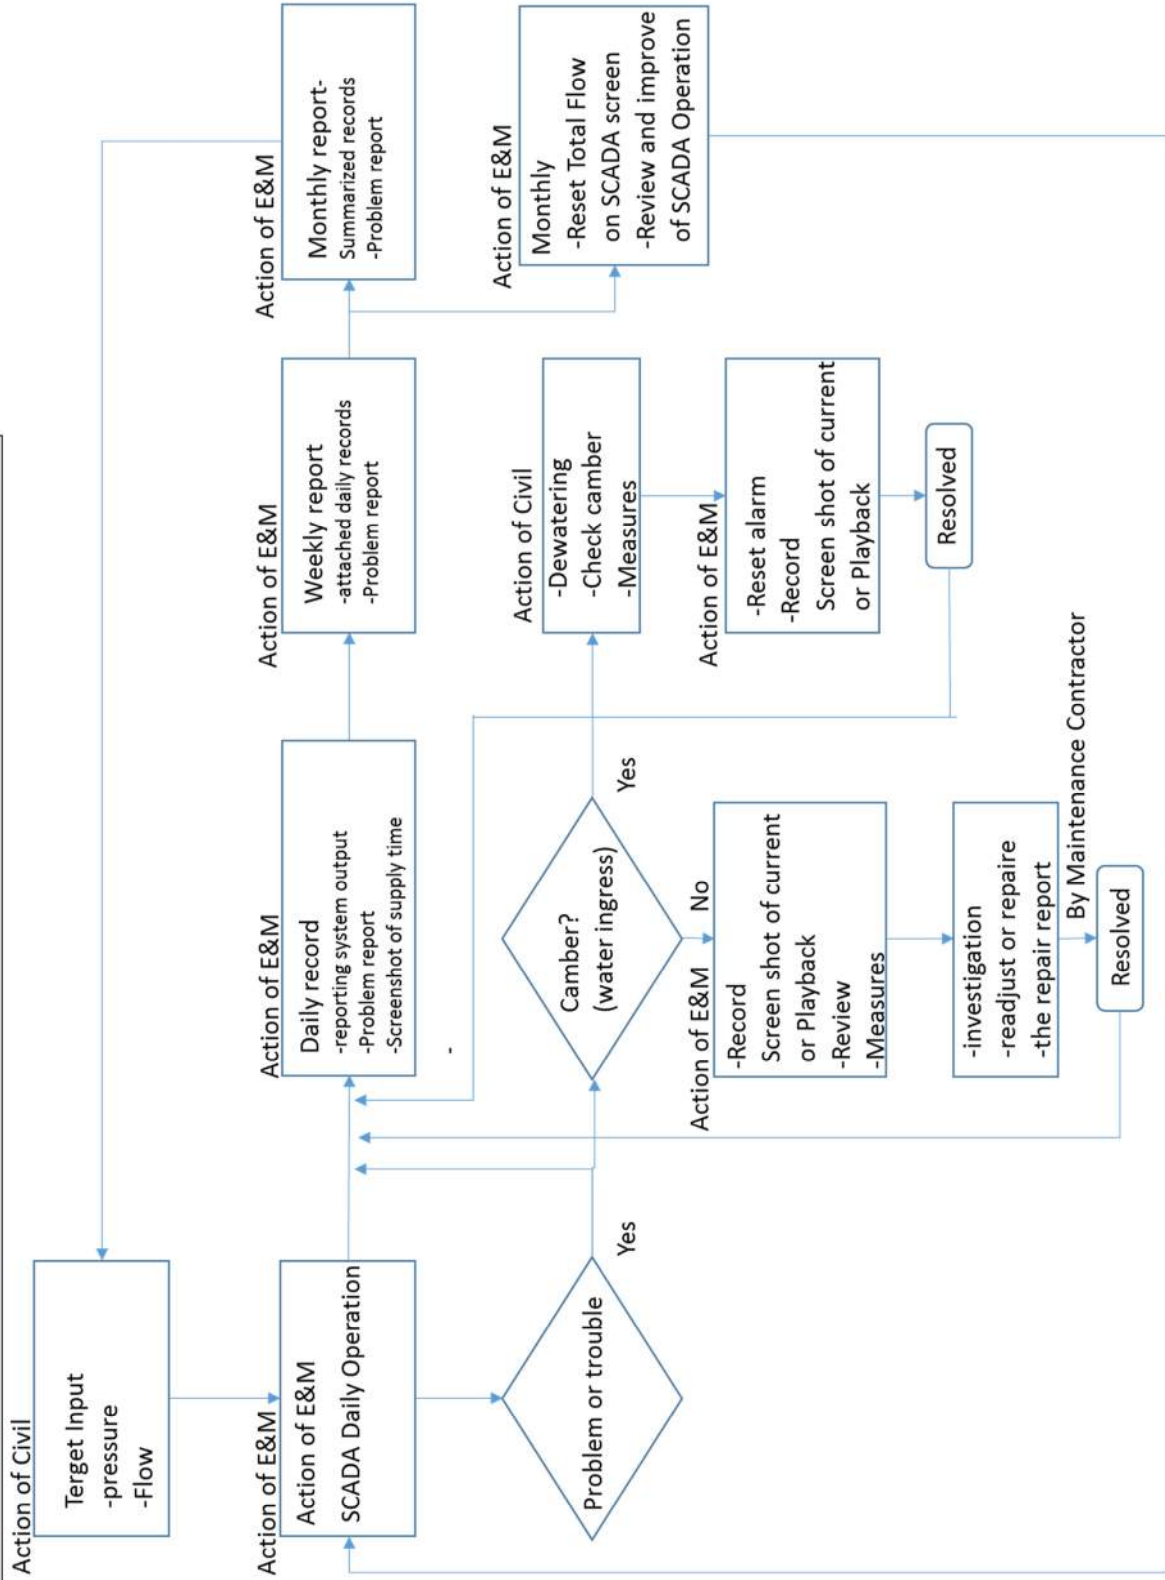 Action of Civil
Terget Input
-pressure
-Flow
Action of E&M
Action of E&M
SCADA Daily Operation
Problem or trouble
Yes
Action of E&M
Daily record
-reporting system output
-Problem report
-Screenshot of supply time
-
Action of E&M
Weekly report
-attached daily records
-Problem report
Action of E&M
Monthly report-
Summarized records
-Problem report
Action of E&M
Monthly
-Reset Total Flow
on SCADA screen
-Review and improve
of SCADA Operation
Camber?
(water ingress)
Yes
No
Action of Civil
-Dewatering
-Check camber
-Measures
Action of E&M
-Reset alarm
-Record
Screen shot of current
or Playback
Resolved
Action of E&M
-Record
Screen shot of current
or Playback
-Review
-Measures
-investigation
-readjust or repaire
-the repair report
By Maintenance Contractor
Resolved